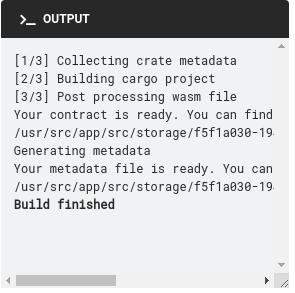 OUTPUT
[1/3] Collecting crate metadata
[2/3] Building cargo project
[3/3] Post processing wasm file
Your contract is ready. You can find
/usr/src/app/src/storage/f5f1a030-19
Generating metadata
Your metadata file is ready. You can
/usr/src/app/src/storage/f5f1a030-19
Build finished